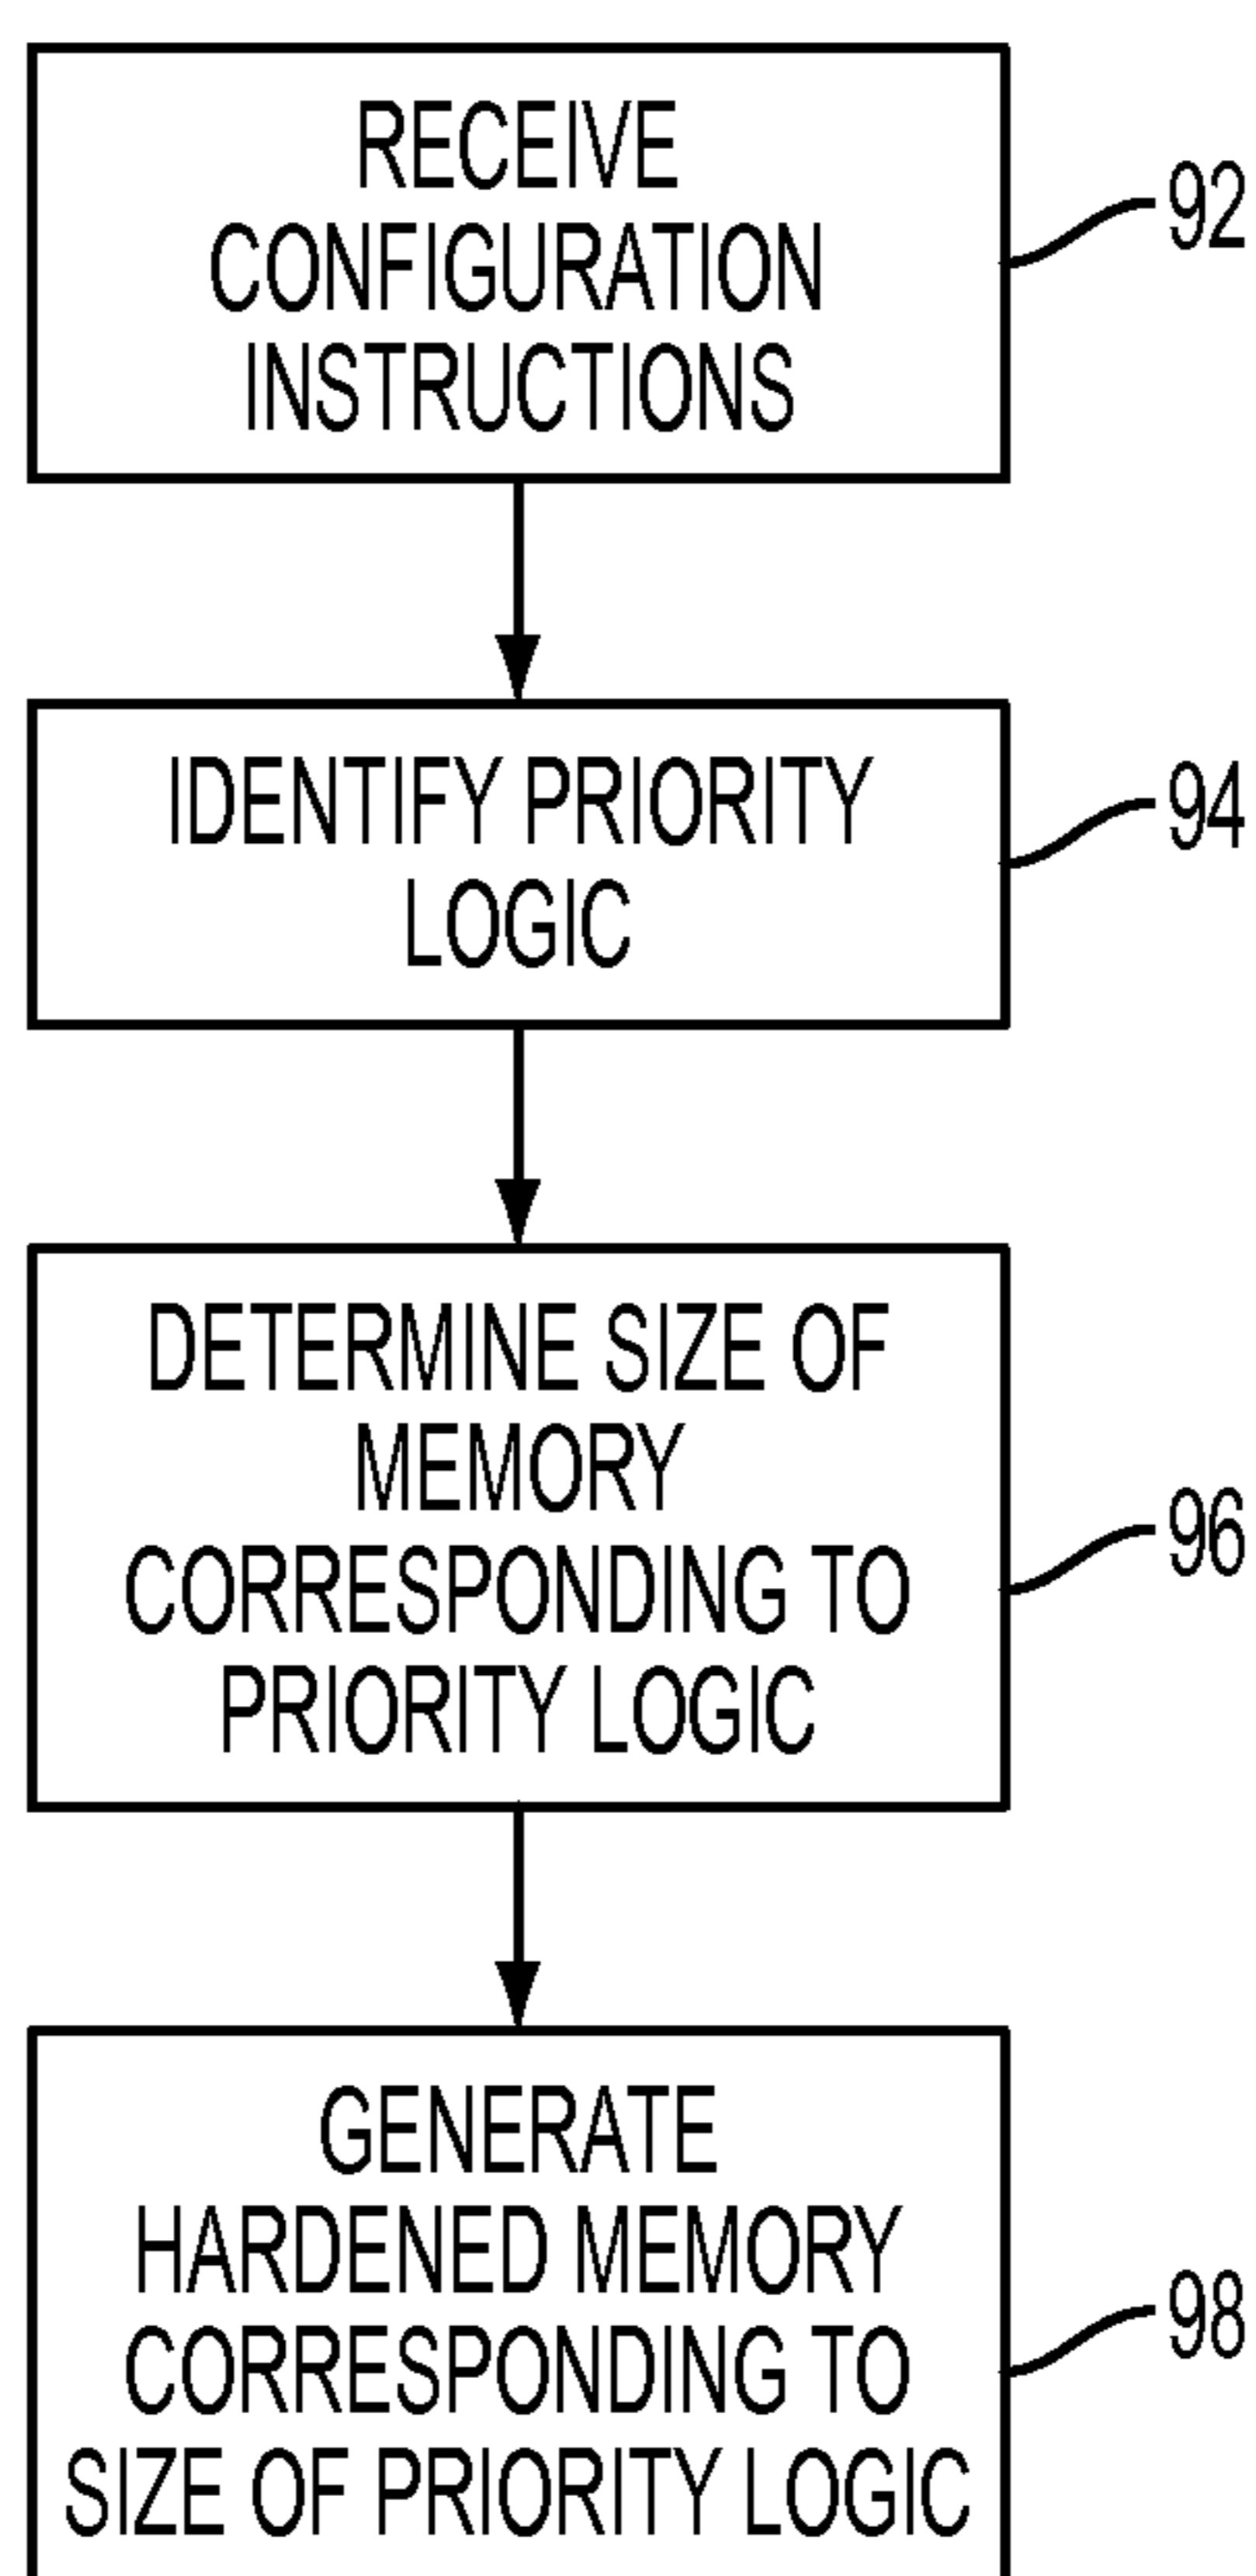 RECEIVE
CONFIGURATION
INSTRUCTIONS
92
IDENTIFY PRIORITY
LOGIC
94
DETERMINE SIZE OF
MEMORY
CORRESPONDING TO
PRIORITY LOGIC
96
GENERATE
HARDENED MEMORY
CORRESPONDING TO
SIZE OF PRIORITY LOGIC
98